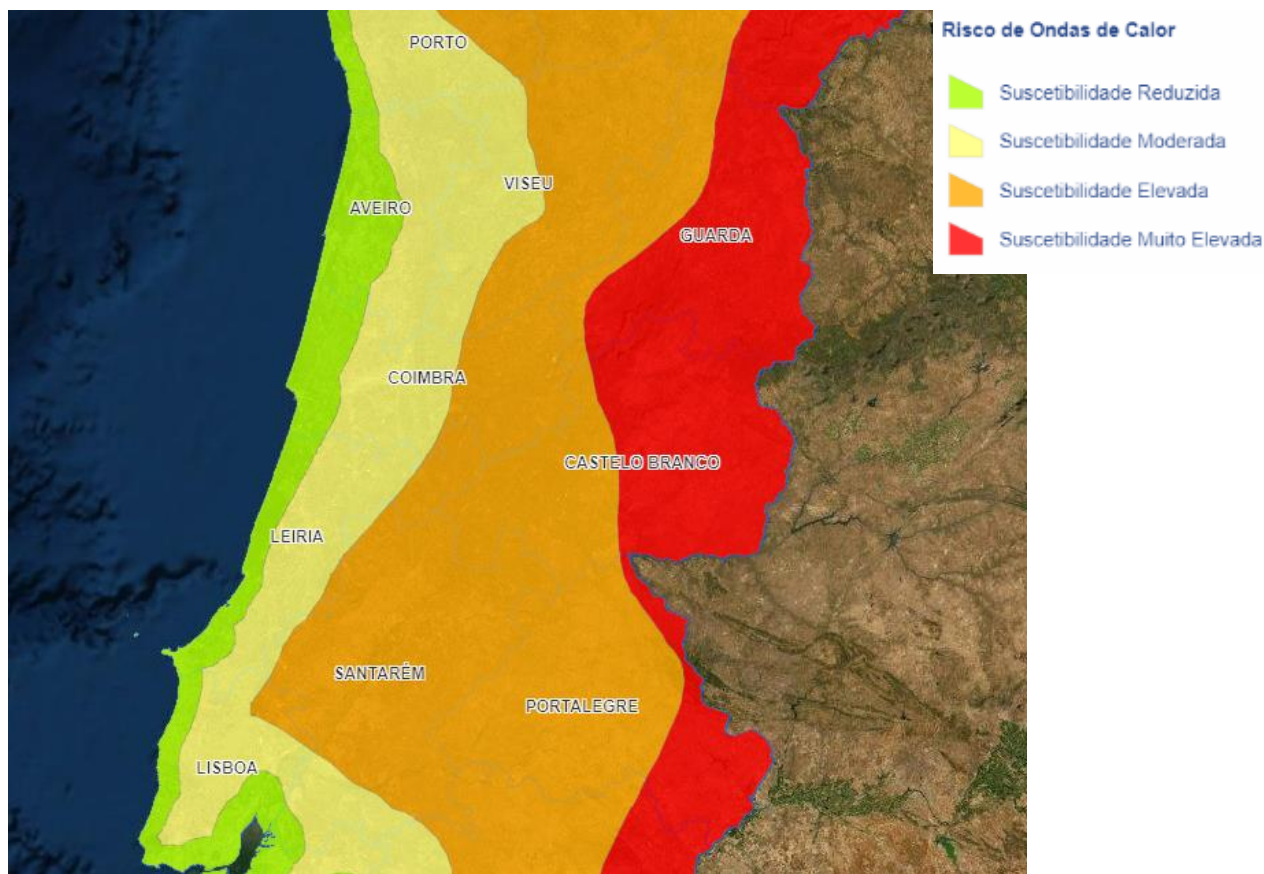 PORTO
VISEU
AVEIRO
GUARDA
COIMBRA
CASTELO BRANCO
LEIRIA
SANTARÉM
PORTALEGRE
LISBOA
Risco de Ondas de Calor
Suscetibilidade Reduzida
Suscetibilidade Moderada
Suscetibilidade Elevada
Suscetibilidade Muito Elevada